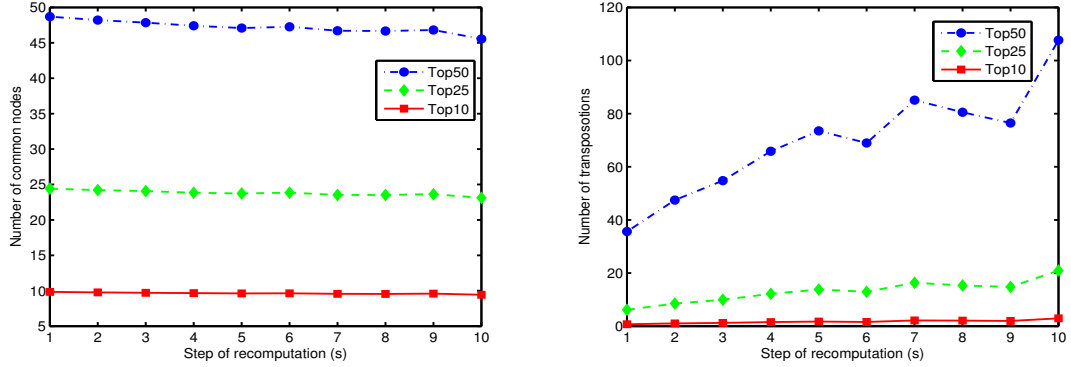 50
45
40
35
30
25
20
15
10
5
Number of common nodes
Top50
Top25
Top10
1 2 3 4 5 6 7 8 9 10
Step of recomputation (s)
120
100
80
60
40
20
0
Number of transpositions
Top50
Top25
Top10
1 2 3 4 5 6 7 8 9 10
Step of recomputation (s)